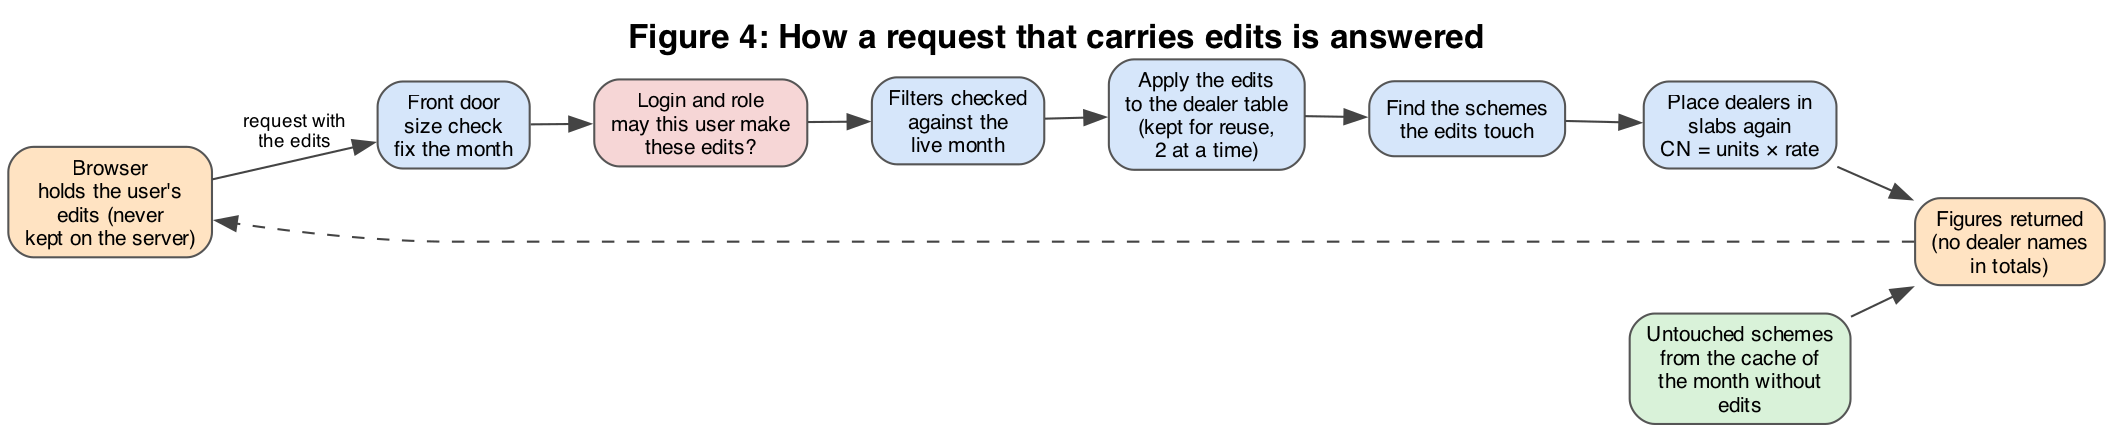 Figure 4: How a request that carries edits is answered
Browser
holds the user's
edits (never
kept on the server)
request with
the edits
Front door
size check
fix the month
Login and role
may this user make
these edits?
Filters checked
against the
live month
Apply the edits
to the dealer table
(kept for reuse,
2 at a time)
Find the schemes
the edits touch
Place dealers in
slabs again
CN = units × rate
Figures returned
(no dealer names
in totals)
Untouched schemes
from the cache of
the month without
edits